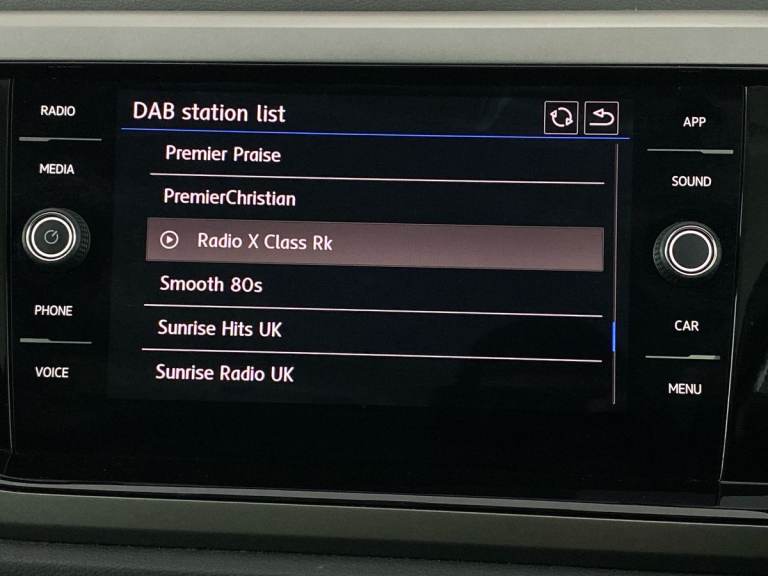 RADIO
MEDIA
PHONE
VOICE
DAB station list
Premier Praise
PremierChristian
Radio X Class Rk
Smooth 80s
Sunrise Hits UK
Sunrise Radio UK
APP
SOUND
CAR
MENU